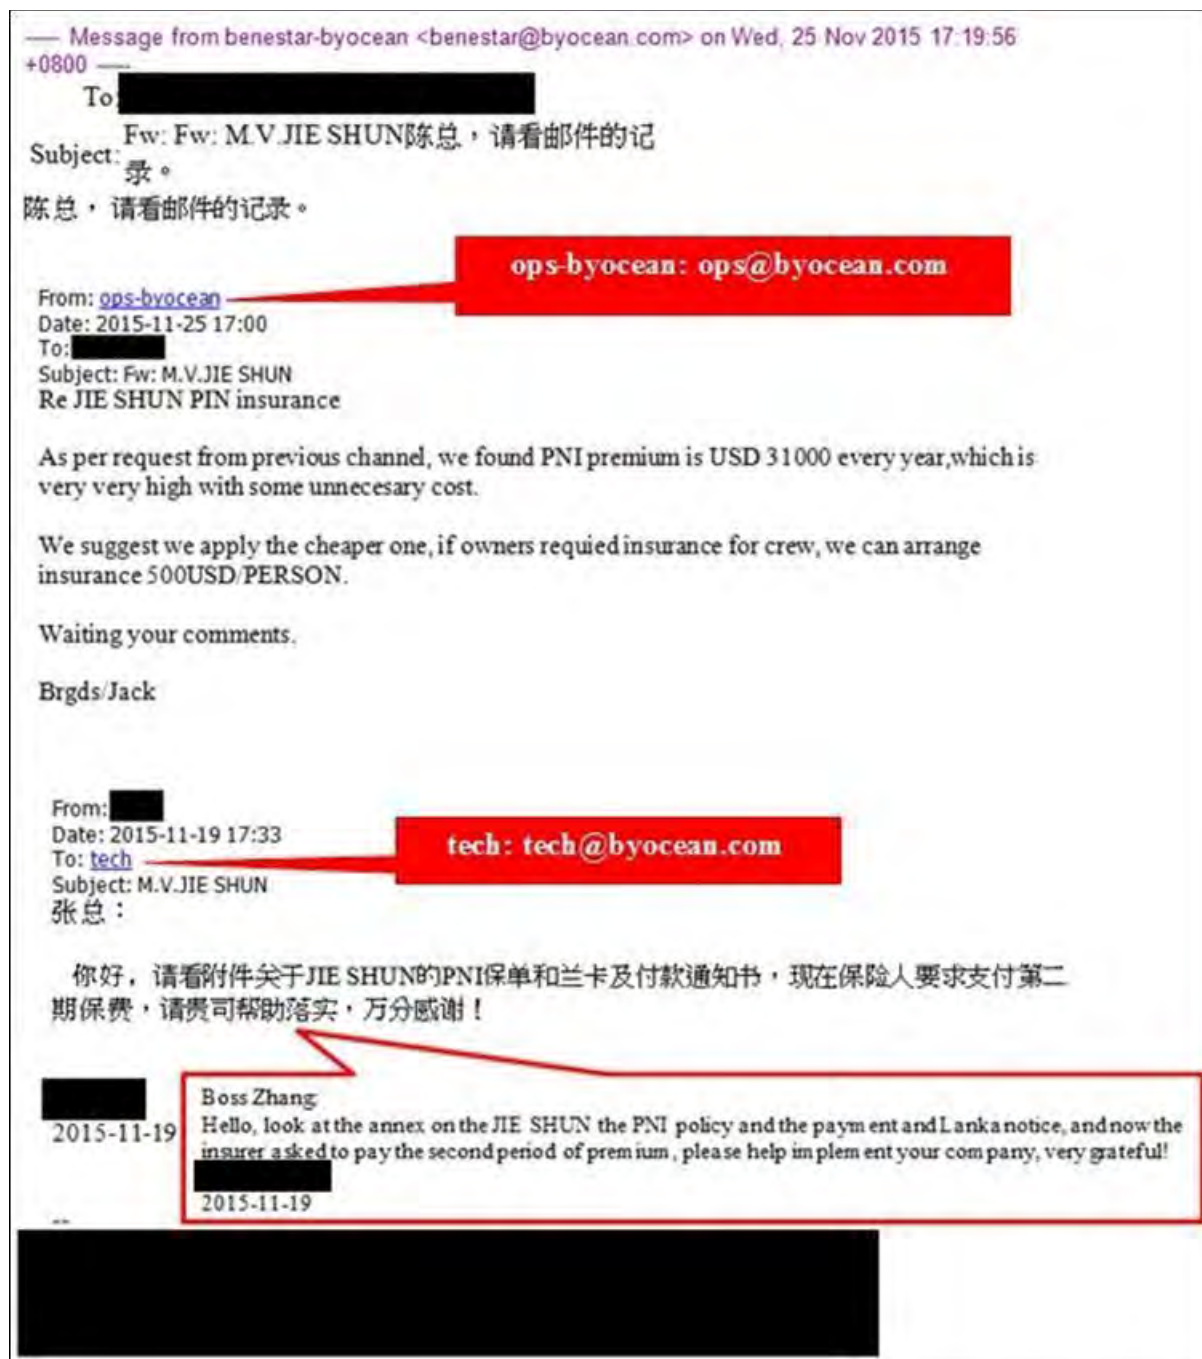 ---- Message from benestar-byocean <benestar@byocean.com> on Wed, 25 Nov 2015 17:19:56
+0800 ----
To:
Subject: Fw: Fw: M.V.JIE SHUN陈总，请看邮件的记
录。
陈总，请看邮件的记录。
ops-byocean: ops@byocean.com
From: ops-byocean
Date: 2015-11-25 17:00
To:
Subject: Fw: M.V.JIE SHUN
Re JIE SHUN PIN insurance
As per request from previous channel, we found PNI premium is USD 31000 every year,which is
very very high with some unnecesary cost.
We suggest we apply the cheaper one, if owners requied insurance for crew, we can arrange
insurance 500USD/PERSON.
Waiting your comments.
Brgds/Jack
From:
Date: 2015-11-19 17:33
To: tech
tech: tech@byocean.com
Subject: M.V.JIE SHUN
张总：
你好，请看附件关于JIE SHUN的PNI保单和兰卡及付款通知书，现在保险人要求支付第二
期保费，请贵司帮助落实，万分感谢！
2015-11-19
Boss Zhang:
Hello, look at the annex on the JIE SHUN the PNI policy and the payment and Lanka notice, and now the
insurer asked to pay the second period of premium, please help implement your company, very grateful!
2015-11-19
--